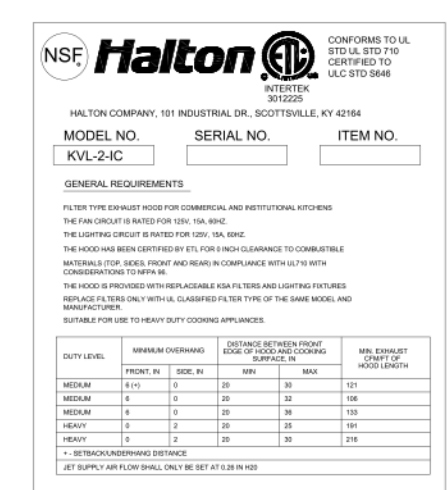 NSF Halton ETL
CONFORMS TO UL
STD UL STD 710
CERTIFIED TO
ULC STD S646
INTERTEK
3012225
HALTON COMPANY, 101 INDUSTRIAL DR., SCOTTSVILLE, KY 42164
MODEL NO. SERIAL NO. ITEM NO.
KVL-2-IC
GENERAL REQUIREMENTS
FILTER TYPE EXHAUST HOOD FOR COMMERCIAL AND INSTITUTIONAL KITCHENS
THE FAN CIRCUIT IS RATED FOR 125V, 15A, 60HZ.
THE LIGHTING CIRCUIT IS RATED FOR 125V, 15A, 60HZ.
THE HOOD HAS BEEN CERTIFIED BY ETL FOR 0 INCH CLEARANCE TO COMBUSTIBLE
MATERIALS (TOP, SIDES, FRONT AND REAR) IN COMPLIANCE WITH UL710 WITH
CONSIDERATIONS TO NFPA 96.
THE HOOD IS PROVIDED WITH REPLACEABLE KSA FILTERS AND LIGHTING FIXTURES
REPLACE FILTERS ONLY WITH UL CLASSIFIED FILTER TYPE OF THE SAME MODEL AND
MANUFACTURER.
SUITABLE FOR USE TO HEAVY DUTY COOKING APPLIANCES.
DUTY LEVEL MINIMUM OVERHANG DISTANCE BETWEEN FRONT EDGE OF HOOD AND COOKING SURFACE, IN MIN. EXHAUST CFM/FT OF HOOD LENGTH
FRONT, IN SIDE, IN MIN MAX
MEDIUM 6 (+) 0 20 30 121
MEDIUM 6 0 20 32 106
MEDIUM 6 0 20 36 133
HEAVY 0 2 20 25 191
HEAVY 0 2 20 30 216
+ - SETBACK/UNDERHANG DISTANCE
JET SUPPLY AIR FLOW SHALL ONLY BE SET AT 0.26 IN H20